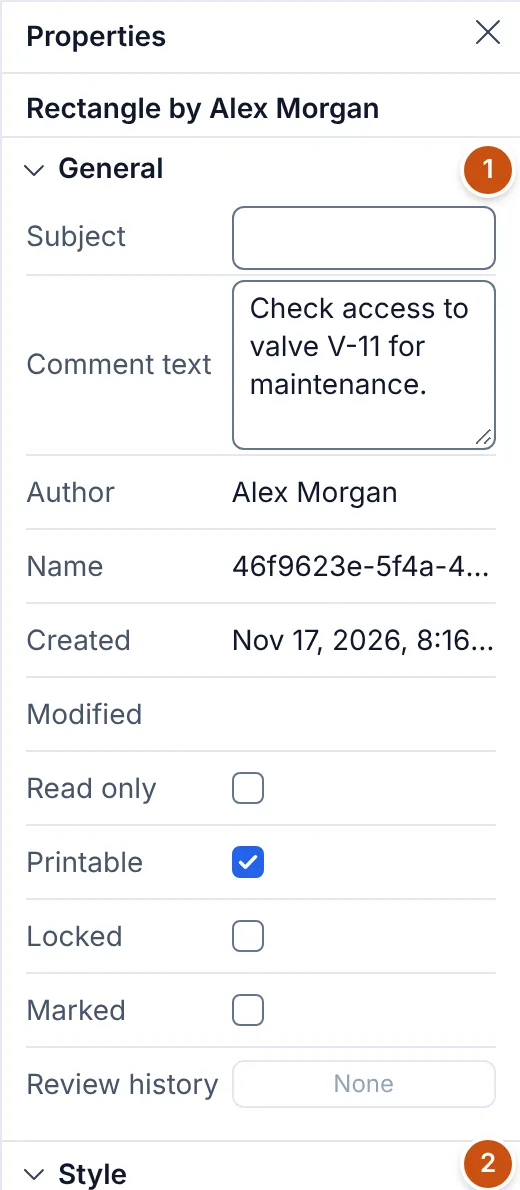 Properties
Rectangle by Alex Morgan
General
1
Subject
Comment text
Check access to
valve V-11 for
maintenance.
Author
Alex Morgan
Name
46f9623e-5f4a-4...
Created
Nov 17, 2026, 8:16...
Modified
Read only
Printable
Locked
Marked
Review history
None
Style
2